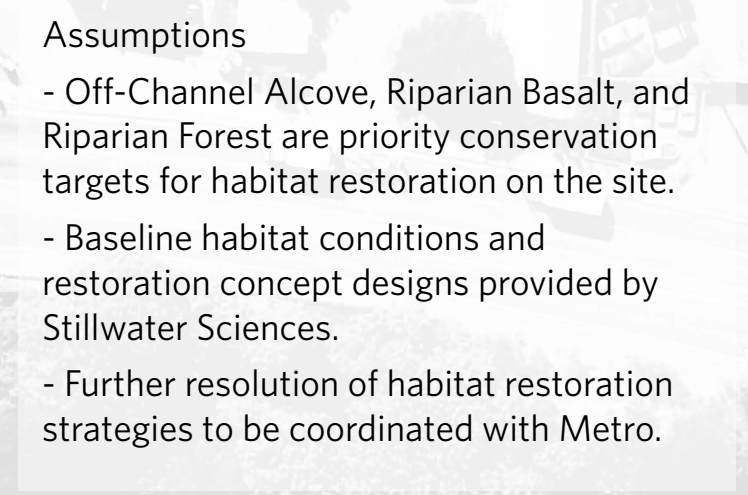 Assumptions
- Off-Channel Alcove, Riparian Basalt, and
Riparian Forest are priority conservation
targets for habitat restoration on the site.
- Baseline habitat conditions and
restoration concept designs provided by
Stillwater Sciences.
- Further resolution of habitat restoration
strategies to be coordinated with Metro.